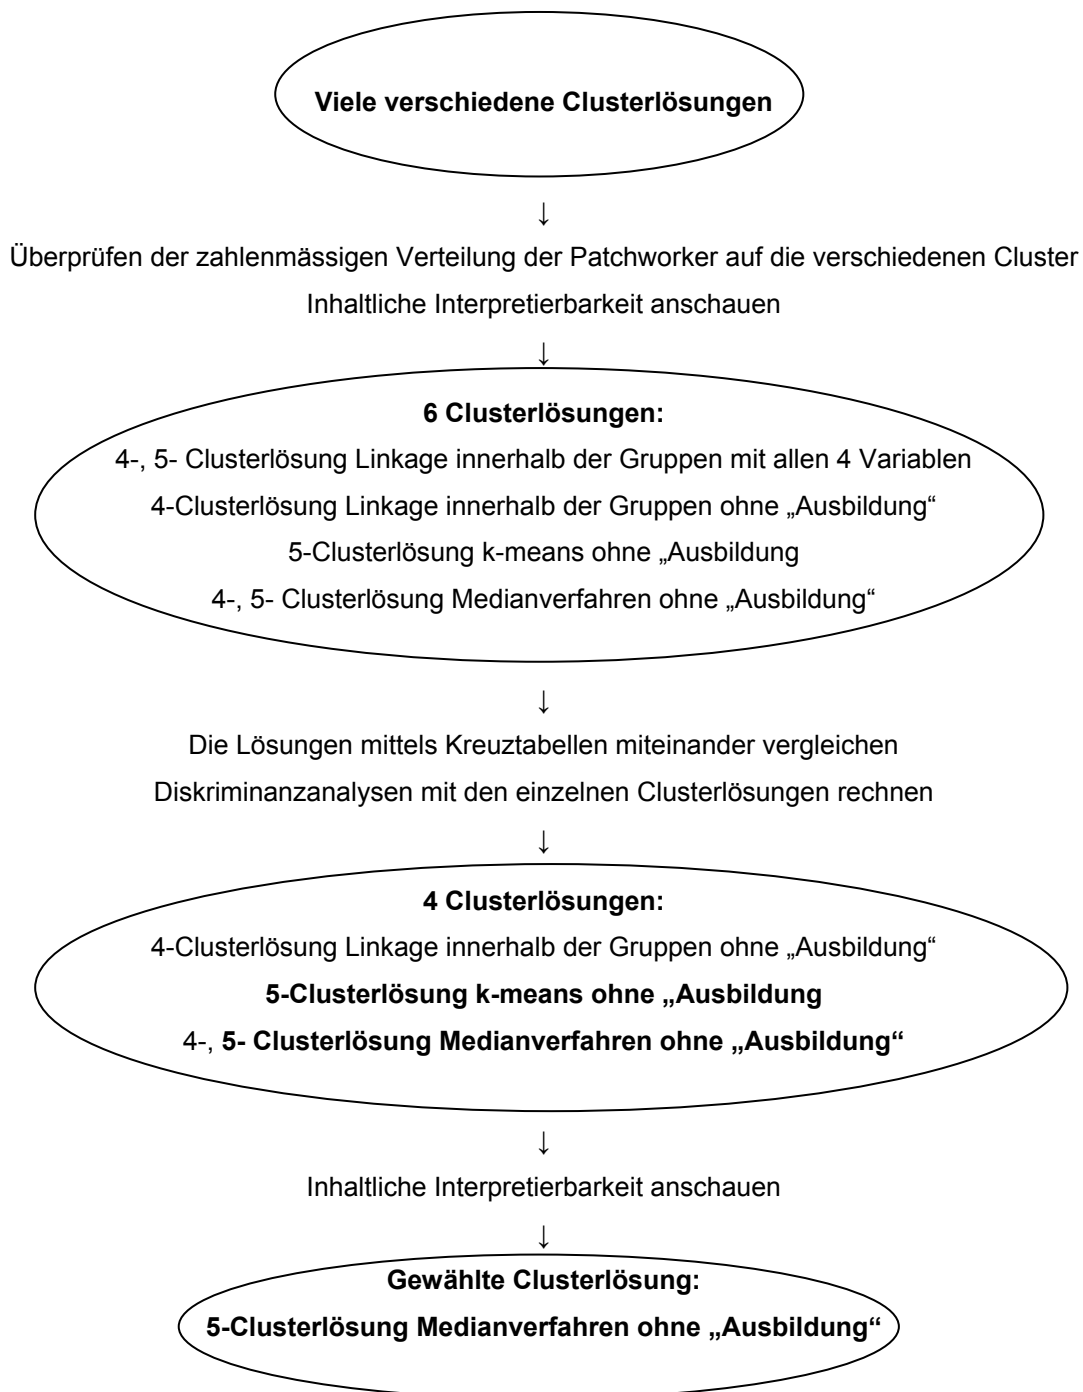 Viele verschiedene Clusterlösungen
↓
Überprüfen der zahlenmässigen Verteilung der Patchworker auf die verschiedenen Cluster
Inhaltliche Interpretierbarkeit anschauen
↓
6 Clusterlösungen:
4-, 5- Clusterlösung Linkage innerhalb der Gruppen mit allen 4 Variablen
4-Clusterlösung Linkage innerhalb der Gruppen ohne „Ausbildung“
5-Clusterlösung k-means ohne „Ausbildung
4-, 5- Clusterlösung Medianverfahren ohne „Ausbildung“
↓
Die Lösungen mittels Kreuztabellen miteinander vergleichen
Diskriminanzanalysen mit den einzelnen Clusterlösungen rechnen
↓
4 Clusterlösungen:
4-Clusterlösung Linkage innerhalb der Gruppen ohne „Ausbildung“
5-Clusterlösung k-means ohne „Ausbildung
4-, 5- Clusterlösung Medianverfahren ohne „Ausbildung“
↓
Inhaltliche Interpretierbarkeit anschauen
↓
Gewählte Clusterlösung:
5-Clusterlösung Medianverfahren ohne „Ausbildung“